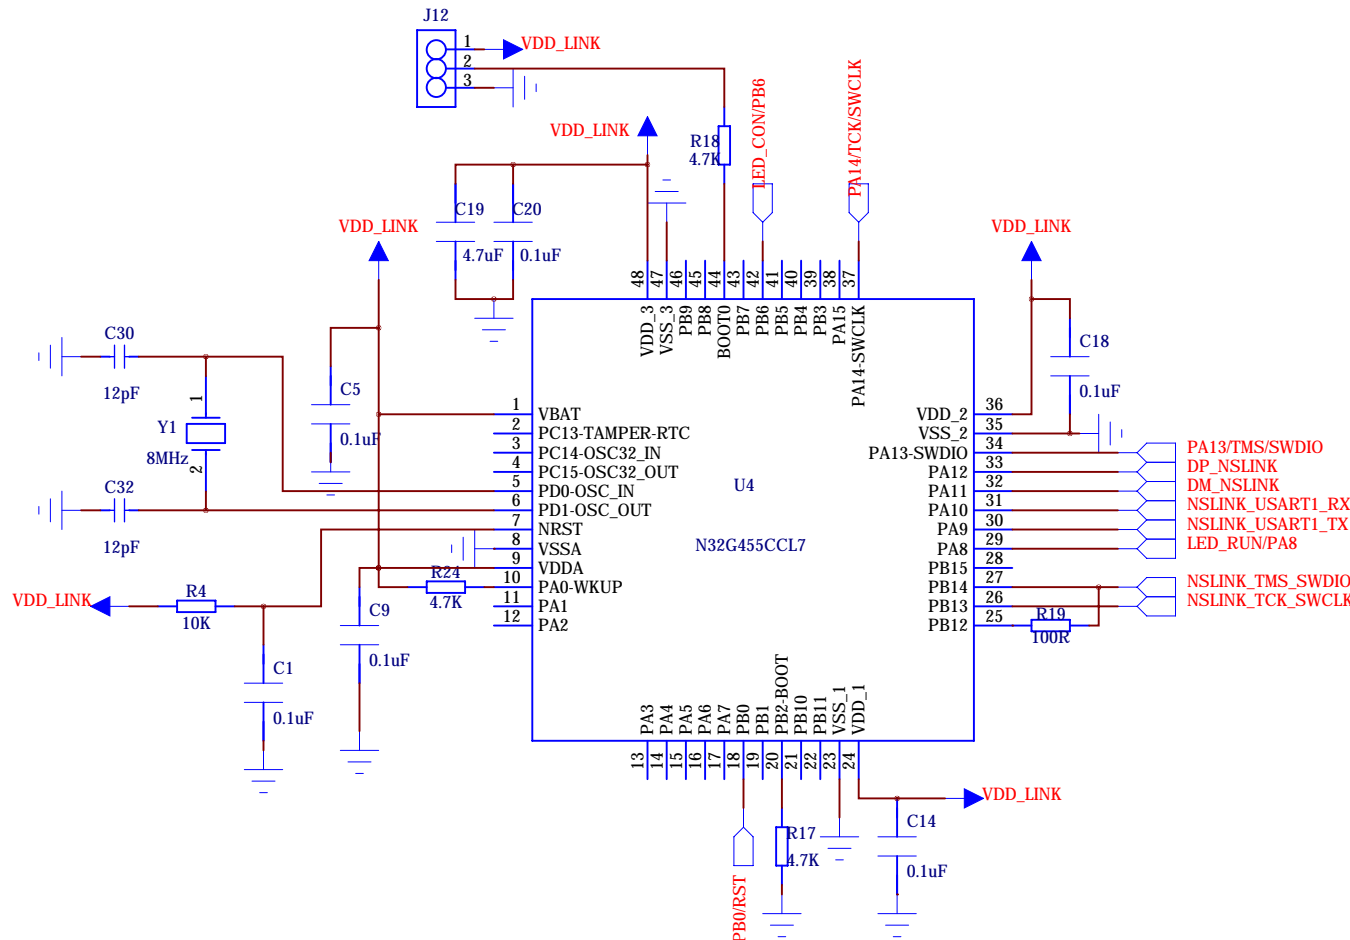 J12
1
2
3
VDD_LINK
VDD_LINK
R18
4.7K
LED_CON/PB6
PA14/TCK/SWCLK
C19
4.7uF
C20
0.1uF
VDD_LINK
VDD_LINK
48
47
46
45
44
43
42
41
40
39
38
37
VDD_3
VSS_3
PB9
PB8
BOOT0
PB7
PB6
PB5
PB4
PB3
PA15
PA14-SWCLK
C30
12pF
1
Y1
8MHz
2
C32
12pF
C5
0.1uF
C18
0.1uF
1 VBAT
2 PC13-TAMPER-RTC
3 PC14-OSC32_IN
4 PC15-OSC32_OUT
5 PD0-OSC_IN
6 PD1-OSC_OUT
7 NRST
8 VSSA
9 VDDA
10 PA0-WKUP
11 PA1
12 PA2
U4
N32G455CCL7
VDD_2 36
VSS_2 35
PA13-SWDIO 34
PA12 33
PA11 32
PA10 31
PA9 30
PA8 29
PB15 28
PB14 27
PB13 26
PB12 25
PA13/TMS/SWDIO
DP_NSLINK
DM_NSLINK
NSLINK_USART1_RX
NSLINK_USART1_TX
LED_RUN/PA8
NSLINK_TMS_SWDIO
NSLINK_TCK_SWCLK
R19
100R
R24
4.7K
VDD_LINK
R4
10K
C9
0.1uF
C1
0.1uF
PA3
PA4
PA5
PA6
PA7
PB0
PB1
PB2-BOOT
PB10
PB11
VSS_1
VDD_1
13
14
15
16
17
18
19
20
21
22
23
24
VDD_LINK
R17
4.7K
C14
0.1uF
PB0/RST